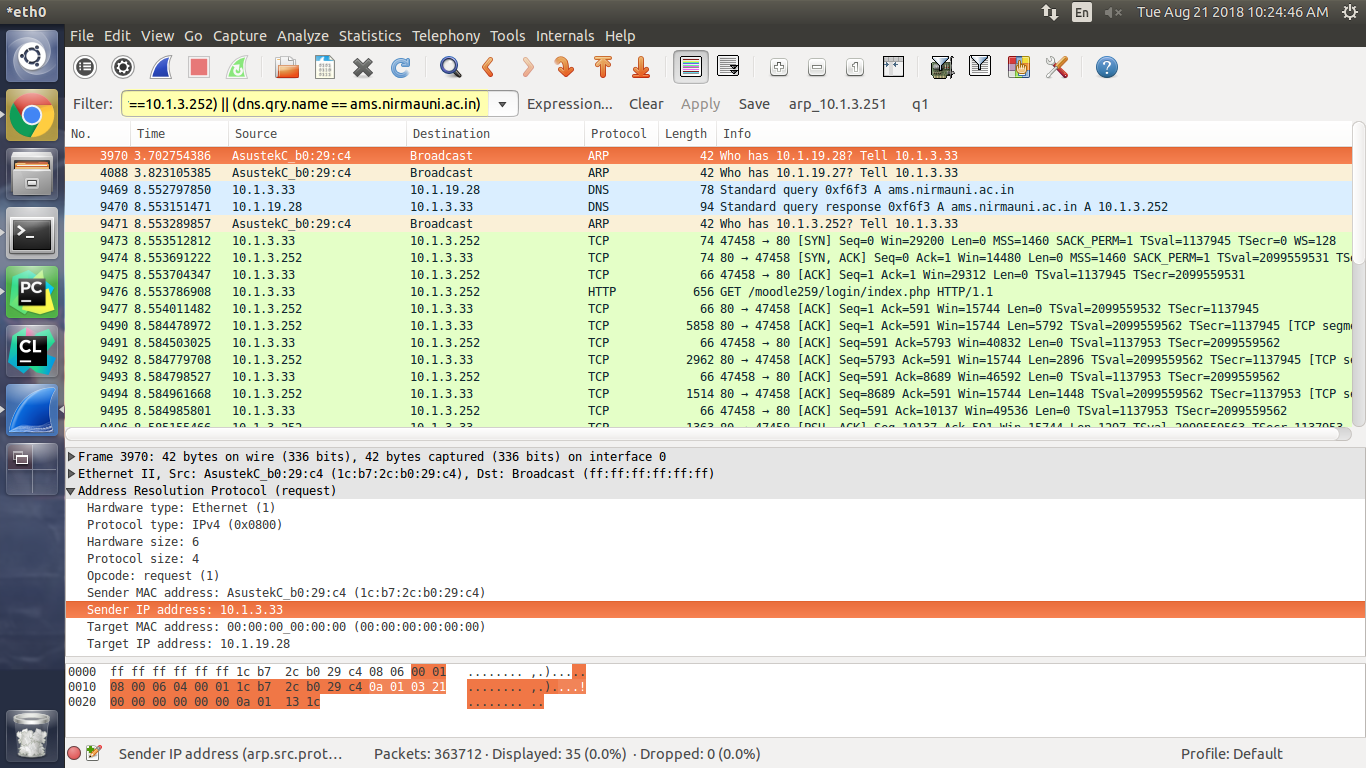 *eth0 En Tue Aug 21 2018 10:24:46 AM
File Edit View Go Capture Analyze Statistics Telephony Tools Internals Help
Filter: ==10.1.3.252) || (dns.qry.name == ams.nirmauni.ac.in) Expression... Clear Apply Save arp_10.1.3.251 q1
No. Time Source Destination Protocol Length Info
3970 3.702754386 AsustekC_b0:29:c4 Broadcast ARP 42 Who has 10.1.19.28? Tell 10.1.3.33
4088 3.823105385 AsustekC_b0:29:c4 Broadcast ARP 42 Who has 10.1.19.27? Tell 10.1.3.33
9469 8.552797850 10.1.3.33 10.1.19.28 DNS 78 Standard query 0xf6f3 A ams.nirmauni.ac.in
9470 8.553151471 10.1.19.28 10.1.3.33 DNS 94 Standard query response 0xf6f3 A ams.nirmauni.ac.in A 10.1.3.252
9471 8.553289857 AsustekC_b0:29:c4 Broadcast ARP 42 Who has 10.1.3.252? Tell 10.1.3.33
9473 8.553512812 10.1.3.33 10.1.3.252 TCP 74 47458 → 80 [SYN] Seq=0 Win=29200 Len=0 MSS=1460 SACK_PERM=1 TSval=1137945 TSecr=0 WS=128
9474 8.553691222 10.1.3.252 10.1.3.33 TCP 74 80 → 47458 [SYN, ACK] Seq=0 Ack=1 Win=14480 Len=0 MSS=1460 SACK_PERM=1 TSval=2099559531 TSe
9475 8.553704347 10.1.3.33 10.1.3.252 TCP 66 47458 → 80 [ACK] Seq=1 Ack=1 Win=29312 Len=0 TSval=1137945 TSecr=2099559531
9476 8.553786908 10.1.3.33 10.1.3.252 HTTP 656 GET /moodle259/login/index.php HTTP/1.1
9477 8.554011482 10.1.3.252 10.1.3.33 TCP 66 80 → 47458 [ACK] Seq=1 Ack=591 Win=15744 Len=0 TSval=2099559532 TSecr=1137945
9490 8.584478972 10.1.3.252 10.1.3.33 TCP 5858 80 → 47458 [ACK] Seq=1 Ack=591 Win=15744 Len=5792 TSval=2099559562 TSecr=1137945 [TCP segm
9491 8.584503025 10.1.3.33 10.1.3.252 TCP 66 47458 → 80 [ACK] Seq=591 Ack=5793 Win=40832 Len=0 TSval=1137953 TSecr=2099559562
9492 8.584779708 10.1.3.252 10.1.3.33 TCP 2962 80 → 47458 [ACK] Seq=5793 Ack=591 Win=15744 Len=2896 TSval=2099559562 TSecr=1137945 [TCP s
9493 8.584798527 10.1.3.33 10.1.3.252 TCP 66 47458 → 80 [ACK] Seq=591 Ack=8689 Win=46592 Len=0 TSval=1137953 TSecr=2099559562
9494 8.584961668 10.1.3.252 10.1.3.33 TCP 1514 80 → 47458 [ACK] Seq=8689 Ack=591 Win=15744 Len=1448 TSval=2099559562 TSecr=1137953 [TCP s
9495 8.584985801 10.1.3.33 10.1.3.252 TCP 66 47458 → 80 [ACK] Seq=591 Ack=10137 Win=49536 Len=0 TSval=1137953 TSecr=2099559562
9496 8.585155466 10.1.3.252 10.1.3.33 TCP 1363 80 → 47458 [PSH, ACK] Seq=10137 Ack=591 Win=15744 Len=1297 TSval=2099559563 TSecr=1137953
Frame 3970: 42 bytes on wire (336 bits), 42 bytes captured (336 bits) on interface 0
Ethernet II, Src: AsustekC_b0:29:c4 (1c:b7:2c:b0:29:c4), Dst: Broadcast (ff:ff:ff:ff:ff:ff)
Address Resolution Protocol (request)
Hardware type: Ethernet (1)
Protocol type: IPv4 (0x0800)
Hardware size: 6
Protocol size: 4
Opcode: request (1)
Sender MAC address: AsustekC_b0:29:c4 (1c:b7:2c:b0:29:c4)
Sender IP address: 10.1.3.33
Target MAC address: 00:00:00_00:00:00 (00:00:00:00:00:00)
Target IP address: 10.1.19.28
0000 ff ff ff ff ff ff 1c b7 2c b0 29 c4 08 06 00 01 ........ ,.).....
0010 08 00 06 04 00 01 1c b7 2c b0 29 c4 0a 01 03 21 ........ ,.)....!
0020 00 00 00 00 00 00 0a 01 13 1c ........ ..
Sender IP address (arp.src.prot... Packets: 363712 · Displayed: 35 (0.0%) · Dropped: 0 (0.0%) Profile: Default
PC
CL